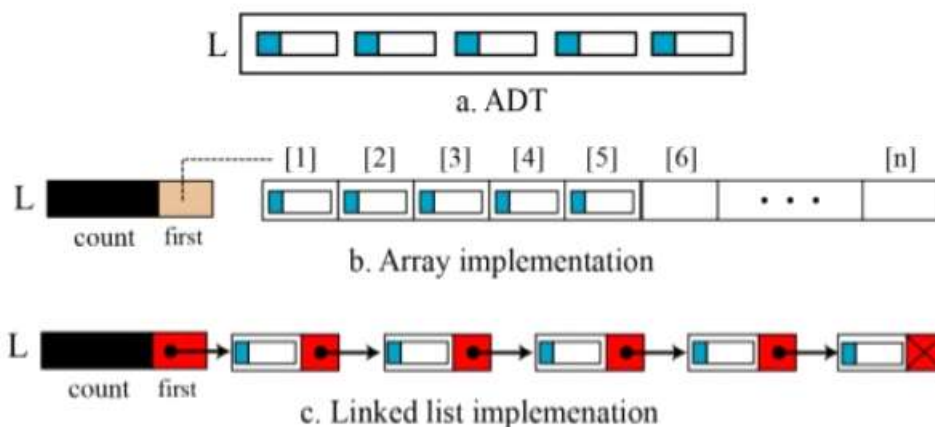 L
a. ADT
[1] [2] [3] [4] [5] [6] [n]
L
. . .
count first
b. Array implementation
L
count first
c. Linked list implemenation